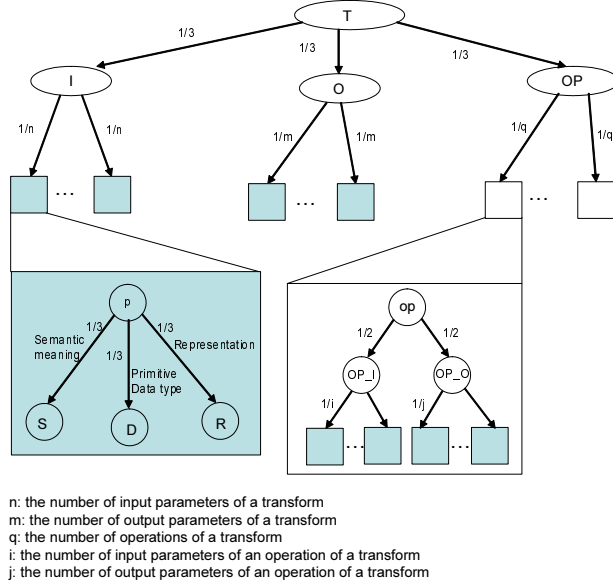 T
1/3
1/3
1/3
I
O
OP
1/n
1/n
1/m
1/m
1/q
1/q
...
...
...
p
1/3
1/3
Semantic
meaning
1/3
Representation
Primitive
Data type
S
D
R
op
1/2
1/2
OP_I
OP_O
1/i
1/j
...
...
n: the number of input parameters of a transform
m: the number of output parameters of a transform
q: the number of operations of a transform
i: the number of input parameters of an operation of a transform
j: the number of output parameters of an operation of a transform